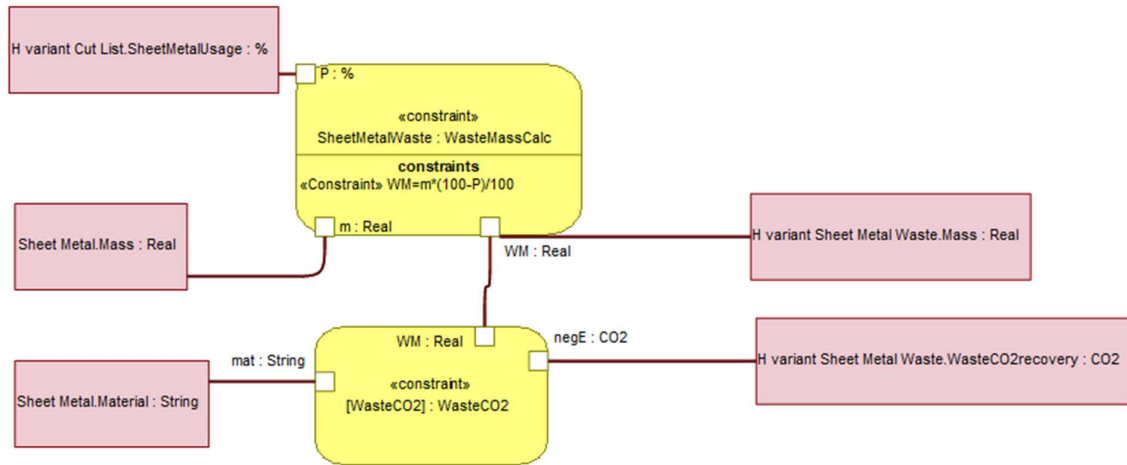 H variant Cut List.SheetMetalUsage : %
P : %
«constraint»
SheetMetalWaste : WasteMassCalc
constraints
«Constraint» WM=m*(100-P)/100
m : Real
Sheet Metal.Mass : Real
WM : Real
H variant Sheet Metal Waste.Mass : Real
WM : Real
negE : CO2
mat : String
«constraint»
[WasteCO2] : WasteCO2
H variant Sheet Metal Waste.WasteCO2recovery : CO2
Sheet Metal.Material : String